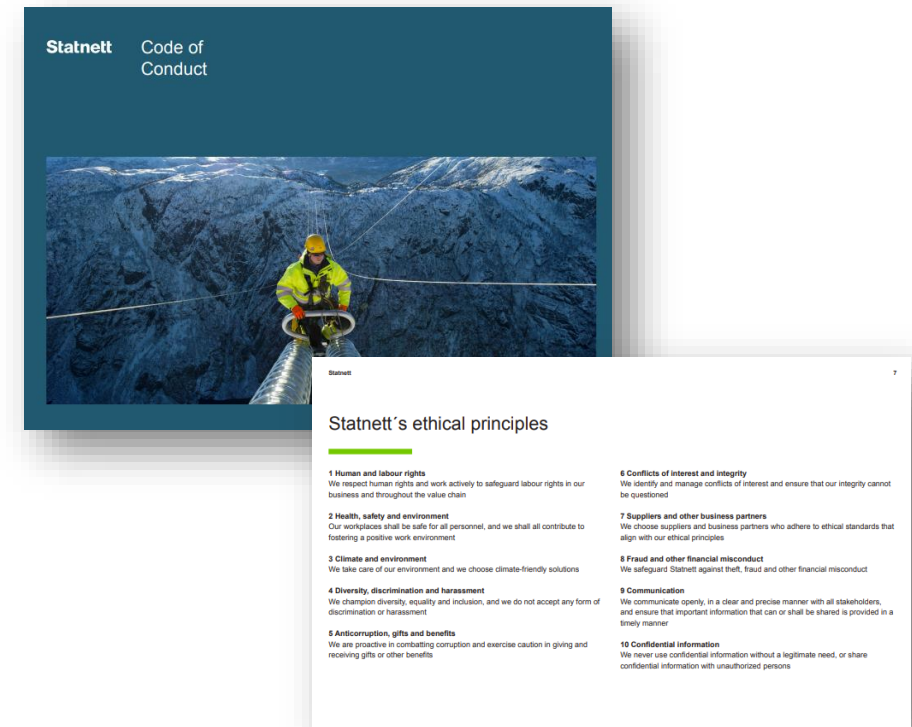 Statnett
Code of
Conduct
Statnett
7
Statnett´s ethical principles
1 Human and labour rights
We respect human rights and work actively to safeguard labour rights in our
business and throughout the value chain
2 Health, safety and environment
Our workplaces shall be safe for all personnel, and we shall all contribute to
fostering a positive work environment
3 Climate and environment
We take care of our environment and we choose climate-friendly solutions
4 Diversity, discrimination and harassment
We champion diversity, equality and inclusion, and we do not accept any form of
discrimination or harassment
5 Anticorruption, gifts and benefits
We are proactive in combatting corruption and exercise caution in giving and
receiving gifts or other benefits
6 Conflicts of interest and integrity
We identify and manage conflicts of interest and ensure that our integrity cannot
be questioned
7 Suppliers and other business partners
We choose suppliers and business partners who adhere to ethical standards that
align with our ethical principles
8 Fraud and other financial misconduct
We safeguard Statnett against theft, fraud and other financial misconduct
9 Communication
We communicate openly, in a clear and precise manner with all stakeholders,
and ensure that important information that can or shall be shared is provided in a
timely manner
10 Confidential information
We never use confidential information without a legitimate need, or share
confidential information with unauthorized persons